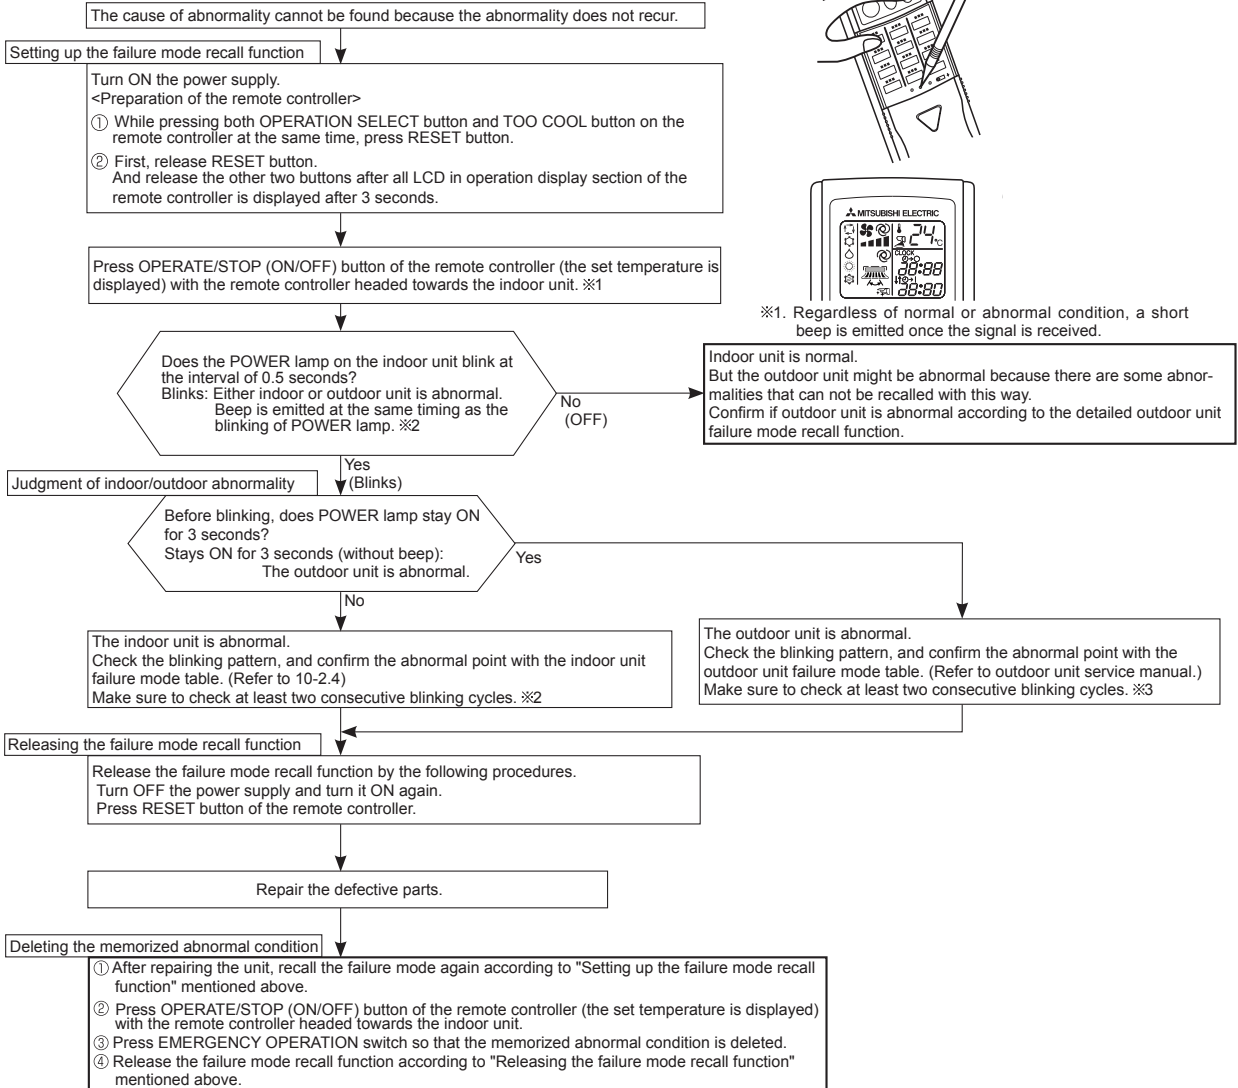 The cause of abnormality cannot be found because the abnormality does not recur.
Setting up the failure mode recall function
Turn ON the power supply.
<Preparation of the remote controller>
① While pressing both OPERATION SELECT button and TOO COOL button on the
remote controller at the same time, press RESET button.
② First, release RESET button.
And release the other two buttons after all LCD in operation display section of the
remote controller is displayed after 3 seconds.
MITSUBISHI ELECTRIC
24°C
CLOCK
88:88
88:80
Press OPERATE/STOP (ON/OFF) button of the remote controller (the set temperature is
displayed) with the remote controller headed towards the indoor unit. ※1
※1. Regardless of normal or abnormal condition, a short
beep is emitted once the signal is received.
Does the POWER lamp on the indoor unit blink at
the interval of 0.5 seconds?
Blinks: Either indoor or outdoor unit is abnormal.
Beep is emitted at the same timing as the
blinking of POWER lamp. ※2
No
(OFF)
Indoor unit is normal.
But the outdoor unit might be abnormal because there are some abnor-
malities that can not be recalled with this way.
Confirm if outdoor unit is abnormal according to the detailed outdoor unit
failure mode recall function.
Yes
(Blinks)
Judgment of indoor/outdoor abnormality
Before blinking, does POWER lamp stay ON
for 3 seconds?
Stays ON for 3 seconds (without beep):
The outdoor unit is abnormal.
Yes
No
The indoor unit is abnormal.
Check the blinking pattern, and confirm the abnormal point with the indoor unit
failure mode table. (Refer to 10-2.4)
Make sure to check at least two consecutive blinking cycles. ※2
The outdoor unit is abnormal.
Check the blinking pattern, and confirm the abnormal point with the
outdoor unit failure mode table. (Refer to outdoor unit service manual.)
Make sure to check at least two consecutive blinking cycles. ※3
Releasing the failure mode recall function
Release the failure mode recall function by the following procedures.
Turn OFF the power supply and turn it ON again.
Press RESET button of the remote controller.
Repair the defective parts.
Deleting the memorized abnormal condition
① After repairing the unit, recall the failure mode again according to "Setting up the failure mode recall
function" mentioned above.
② Press OPERATE/STOP (ON/OFF) button of the remote controller (the set temperature is displayed)
with the remote controller headed towards the indoor unit.
③ Press EMERGENCY OPERATION switch so that the memorized abnormal condition is deleted.
④ Release the failure mode recall function according to "Releasing the failure mode recall function"
mentioned above.